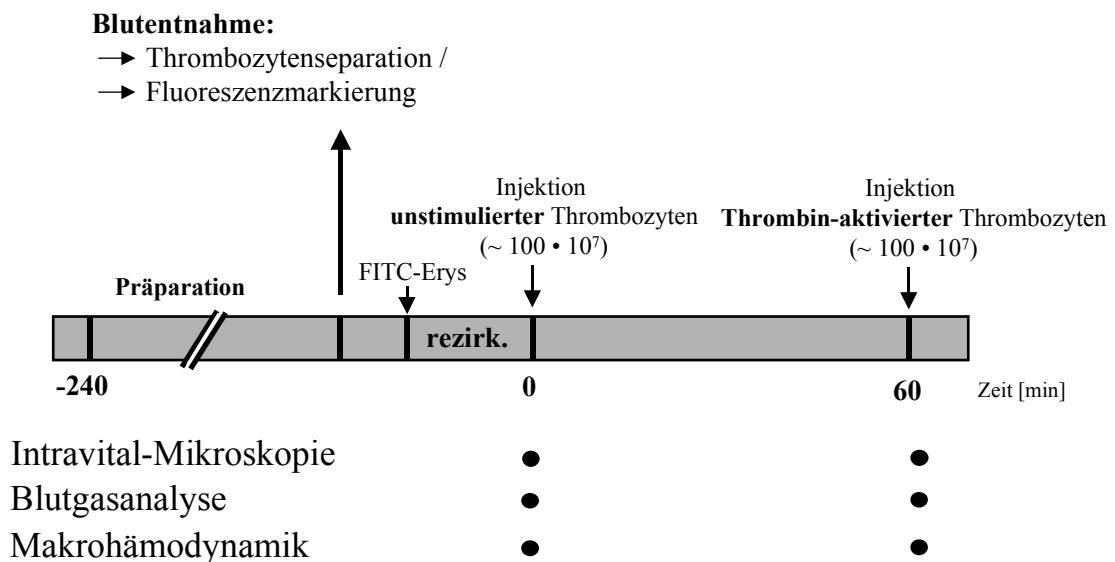 Blutentnahme:
→ Thrombozytenseparation /
→ Fluoreszenzmarkierung
Injektion
unstimulierter Thrombozyten
(~ 100 • 10⁷)
Injektion
Thrombin-aktivierter Thrombozyten
(~ 100 • 10⁷)
FITC-Erys
Präparation
rezirk.
-240
0
60
Zeit [min]
Intravital-Mikroskopie
Blutgasanalyse
Makrohämodynamik